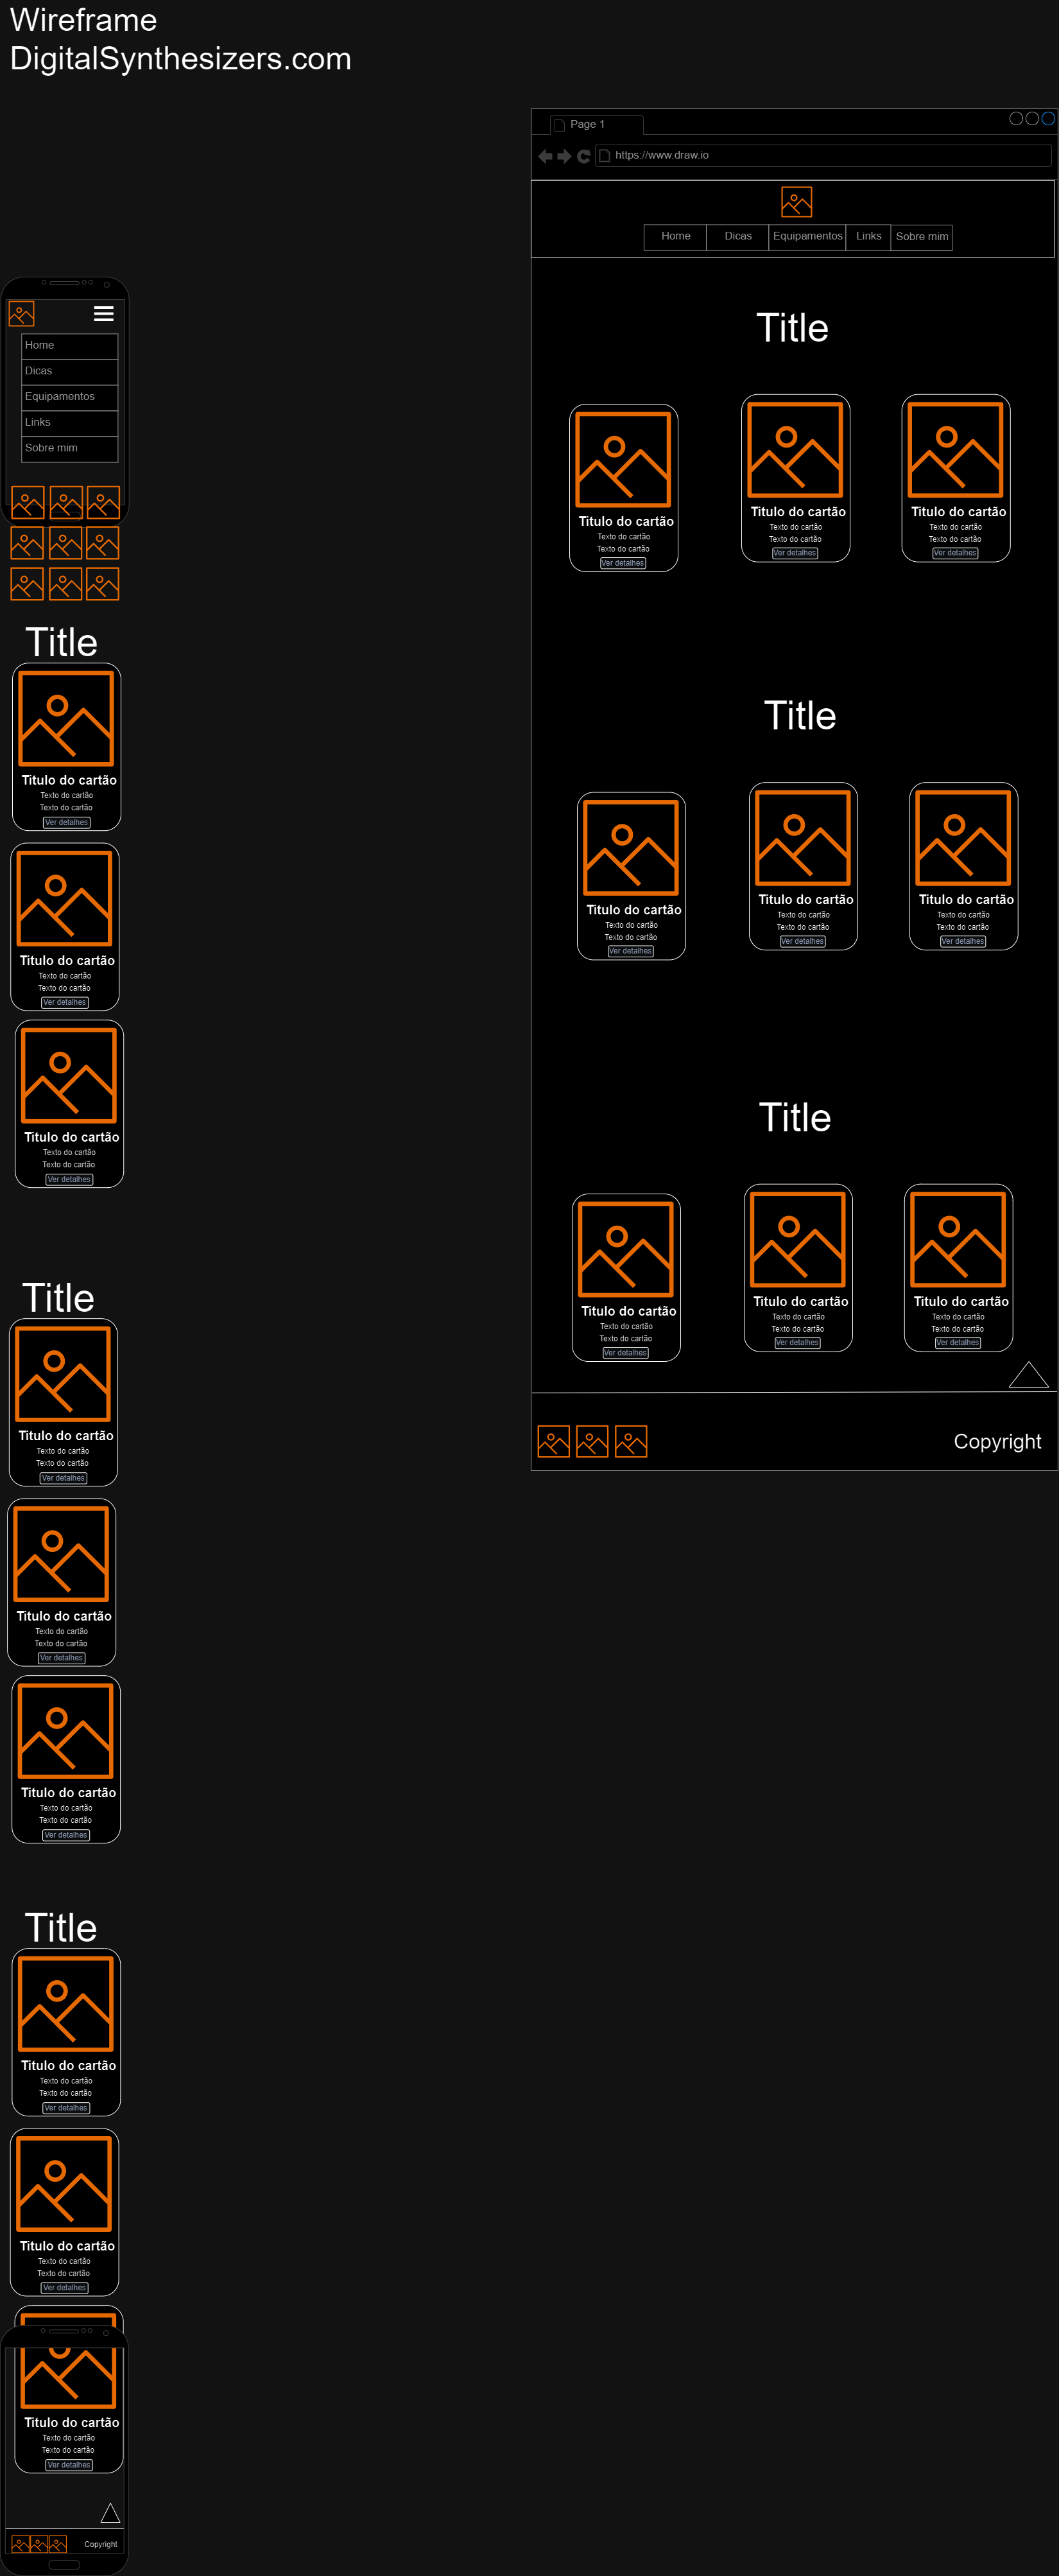 Wireframe
DigitalSynthesizers.com
Page 1
https://www.draw.io
Home Dicas Equipamentos Links Sobre mim
Title
Titulo do cartão
Texto do cartão
Texto do cartão
Ver detalhes
Titulo do cartão
Texto do cartão
Texto do cartão
Ver detalhes
Titulo do cartão
Texto do cartão
Texto do cartão
Ver detalhes
Title
Titulo do cartão
Texto do cartão
Texto do cartão
Ver detalhes
Titulo do cartão
Texto do cartão
Texto do cartão
Ver detalhes
Titulo do cartão
Texto do cartão
Texto do cartão
Ver detalhes
Title
Titulo do cartão
Texto do cartão
Texto do cartão
Ver detalhes
Titulo do cartão
Texto do cartão
Texto do cartão
Ver detalhes
Titulo do cartão
Texto do cartão
Texto do cartão
Ver detalhes
Copyright
Home
Dicas
Equipamentos
Links
Sobre mim
Title
Titulo do cartão
Texto do cartão
Texto do cartão
Ver detalhes
Titulo do cartão
Texto do cartão
Texto do cartão
Ver detalhes
Titulo do cartão
Texto do cartão
Texto do cartão
Ver detalhes
Title
Titulo do cartão
Texto do cartão
Texto do cartão
Ver detalhes
Titulo do cartão
Texto do cartão
Texto do cartão
Ver detalhes
Titulo do cartão
Texto do cartão
Texto do cartão
Ver detalhes
Title
Titulo do cartão
Texto do cartão
Texto do cartão
Ver detalhes
Titulo do cartão
Texto do cartão
Texto do cartão
Ver detalhes
Titulo do cartão
Texto do cartão
Texto do cartão
Ver detalhes
Copyright